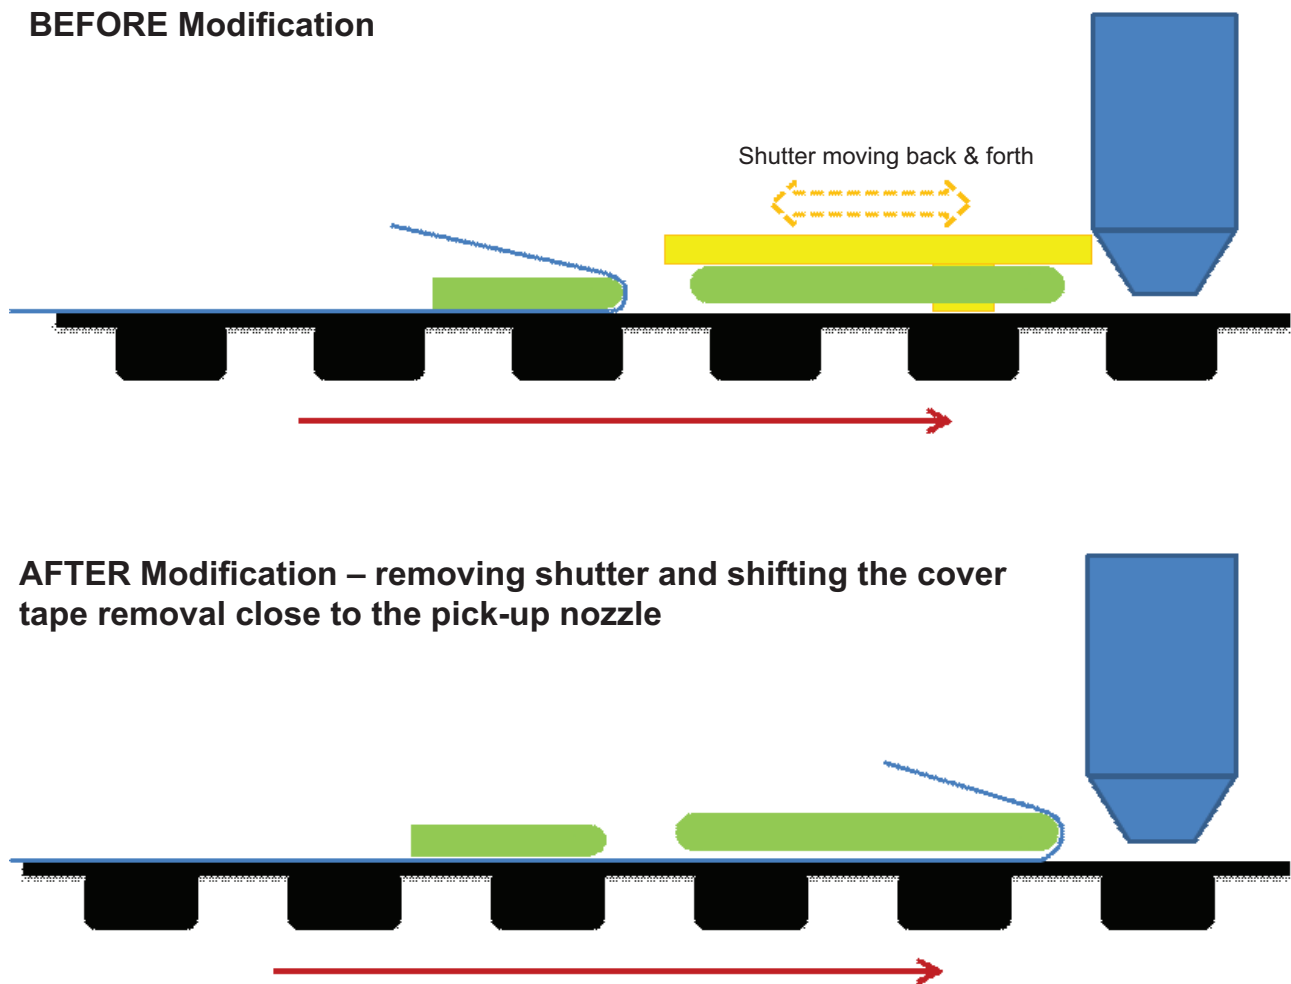 BEFORE Modification
Shutter moving back & forth
AFTER Modification – removing shutter and shifting the cover
tape removal close to the pick-up nozzle